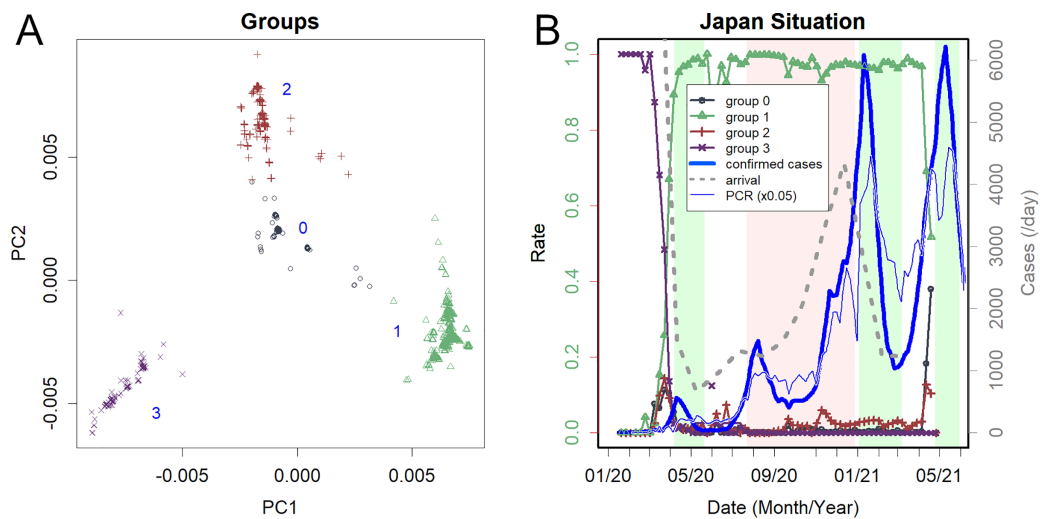 A
Groups
PC2
0.005
0.000
-0.005
2
0
1
3
-0.005
0.000
0.005
PC1
B
Japan Situation
Rate
1.0
0.8
0.6
0.4
0.2
0.0
group 0
group 1
group 2
group 3
confirmed cases
arrival
PCR (x0.05)
6000
5000
4000
3000
2000
1000
0
Cases (/day)
01/20
05/20
09/20
01/21
05/21
Date (Month/Year)